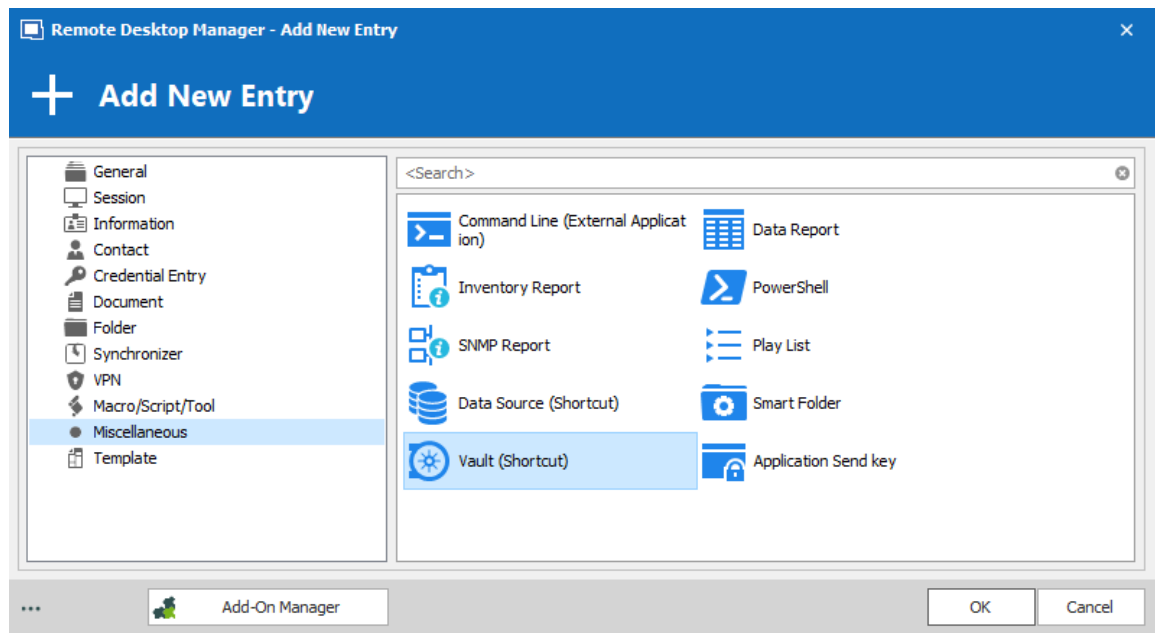 Remote Desktop Manager - Add New Entry
Add New Entry
General
Session
Information
Contact
Credential Entry
Document
Folder
Synchronizer
VPN
Macro/Script/Tool
Miscellaneous
Template
<Search>
Command Line (External Applicat
ion)
Data Report
Inventory Report
PowerShell
SNMP Report
Play List
Data Source (Shortcut)
Smart Folder
Vault (Shortcut)
Application Send key
Add-On Manager
OK
Cancel